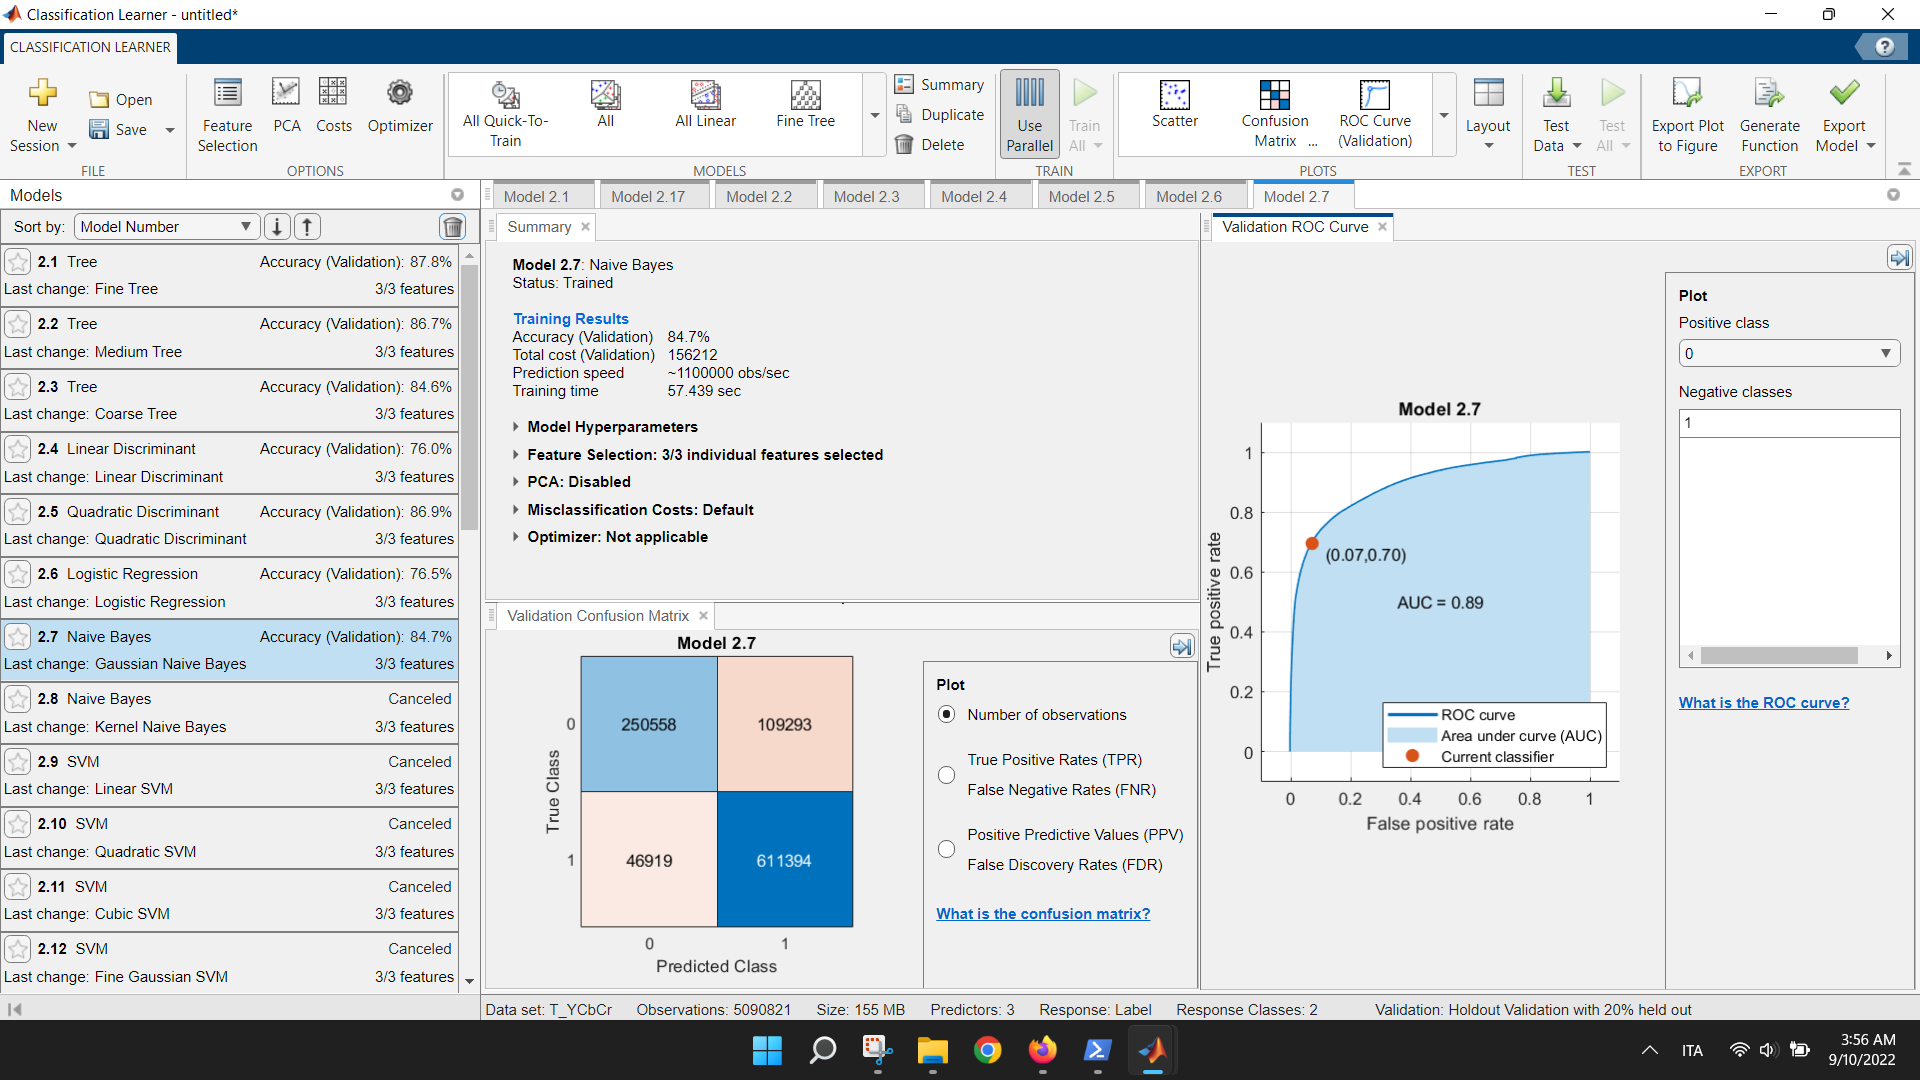 Classification Learner - untitled*
CLASSIFICATION LEARNER
?
New
Session
Open
Save
FILE
Feature
Selection
PCA
Costs
Optimizer
OPTIONS
All Quick-To-
Train
All
All Linear
Fine Tree
MODELS
Summary
Duplicate
Delete
Use
Parallel
Train
All
TRAIN
Scatter
Confusion
Matrix ...
ROC Curve
(Validation)
PLOTS
Layout
Test
Data
Test
All
TEST
Export Plot
to Figure
Generate
Function
Export
Model
EXPORT
Models
Sort by: Model Number
2.1 Tree Accuracy (Validation): 87.8%
Last change: Fine Tree 3/3 features
2.2 Tree Accuracy (Validation): 86.7%
Last change: Medium Tree 3/3 features
2.3 Tree Accuracy (Validation): 84.6%
Last change: Coarse Tree 3/3 features
2.4 Linear Discriminant Accuracy (Validation): 76.0%
Last change: Linear Discriminant 3/3 features
2.5 Quadratic Discriminant Accuracy (Validation): 86.9%
Last change: Quadratic Discriminant 3/3 features
2.6 Logistic Regression Accuracy (Validation): 76.5%
Last change: Logistic Regression 3/3 features
2.7 Naive Bayes Accuracy (Validation): 84.7%
Last change: Gaussian Naive Bayes 3/3 features
2.8 Naive Bayes Canceled
Last change: Kernel Naive Bayes 3/3 features
2.9 SVM Canceled
Last change: Linear SVM 3/3 features
2.10 SVM Canceled
Last change: Quadratic SVM 3/3 features
2.11 SVM Canceled
Last change: Cubic SVM 3/3 features
2.12 SVM Canceled
Last change: Fine Gaussian SVM 3/3 features
Model 2.1 Model 2.17 Model 2.2 Model 2.3 Model 2.4 Model 2.5 Model 2.6 Model 2.7
Summary
Model 2.7: Naive Bayes
Status: Trained
Training Results
Accuracy (Validation) 84.7%
Total cost (Validation) 156212
Prediction speed ~1100000 obs/sec
Training time 57.439 sec
Model Hyperparameters
Feature Selection: 3/3 individual features selected
PCA: Disabled
Misclassification Costs: Default
Optimizer: Not applicable
Validation Confusion Matrix
Model 2.7
True Class
0 250558 109293
1 46919 611394
0 1
Predicted Class
Plot
Number of observations
True Positive Rates (TPR)
False Negative Rates (FNR)
Positive Predictive Values (PPV)
False Discovery Rates (FDR)
What is the confusion matrix?
Validation ROC Curve
Model 2.7
True positive rate
1
0.8
0.6
0.4
0.2
0
(0.07,0.70)
AUC = 0.89
ROC curve
Area under curve (AUC)
Current classifier
0 0.2 0.4 0.6 0.8 1
False positive rate
Plot
Positive class
0
Negative classes
1
What is the ROC curve?
Data set: T_YCbCr Observations: 5090821 Size: 155 MB Predictors: 3 Response: Label Response Classes: 2 Validation: Holdout Validation with 20% held out
ITA
3:56 AM
9/10/2022